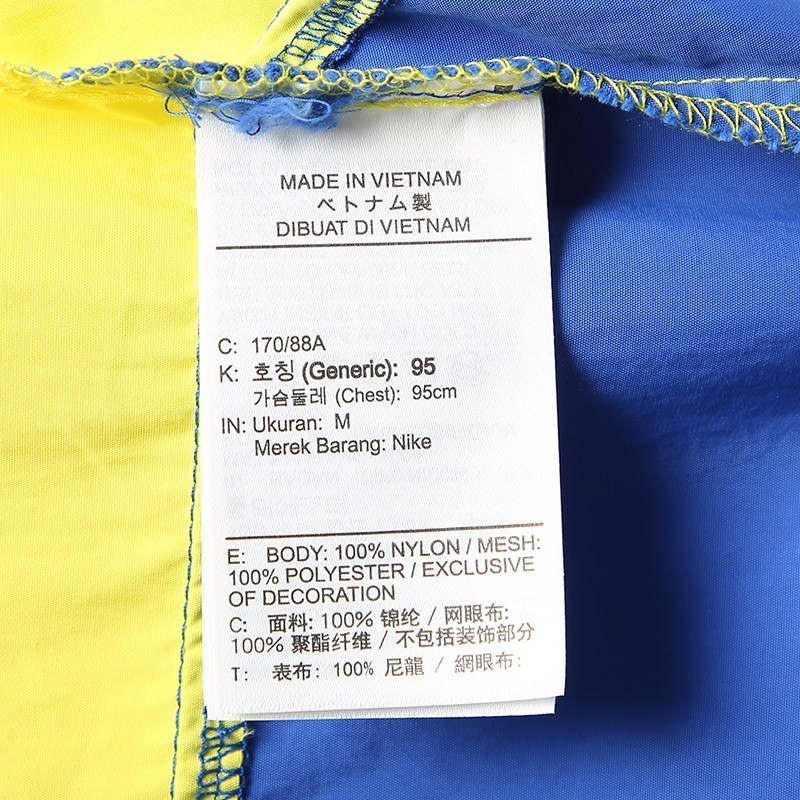 MADE IN VIETNAM
ベトナム製
DIBUAT DI VIETNAM
C: 170/88A
K: 호칭 (Generic): 95
가슴둘레 (Chest): 95cm
IN: Ukuran: M
Merek Barang: Nike
E: BODY: 100% NYLON / MESH:
100% POLYESTER / EXCLUSIVE
OF DECORATION
C: 面料: 100% 锦纶 / 网眼布:
100% 聚酯纤维 / 不包括装饰部分
T: 表布: 100% 尼龍 / 網眼布: